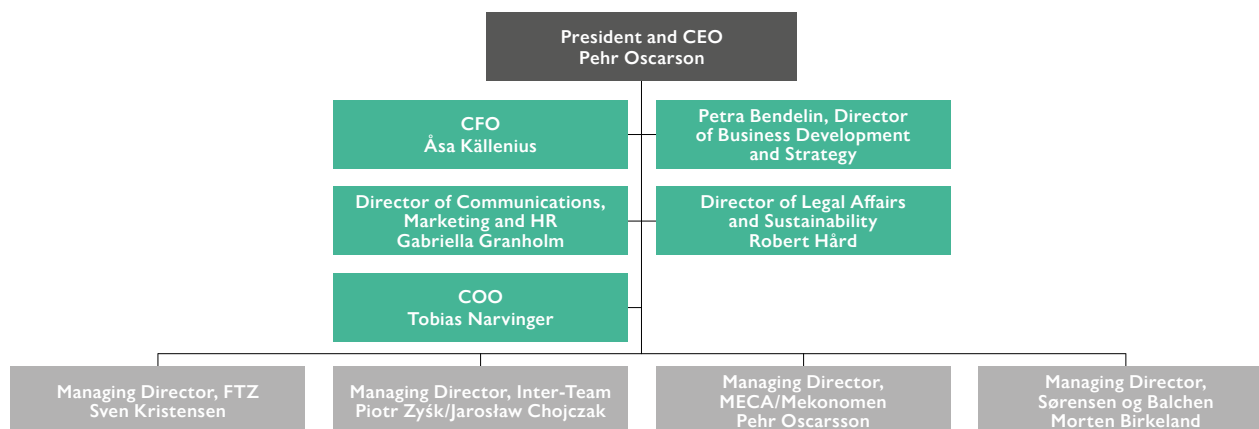 President and CEO
Pehr Oscarson
CFO
Åsa Källenius
Petra Bendelin, Director
of Business Development
and Strategy
Director of Communications,
Marketing and HR
Gabriella Granholm
Director of Legal Affairs
and Sustainability
Robert Hård
COO
Tobias Narvinger
Managing Director, FTZ
Sven Kristensen
Managing Director, Inter-Team
Piotr Zyśk/Jarosław Chojczak
Managing Director,
MECA/Mekonomen
Pehr Oscarsson
Managing Director,
Sørensen og Balchen
Morten Birkeland